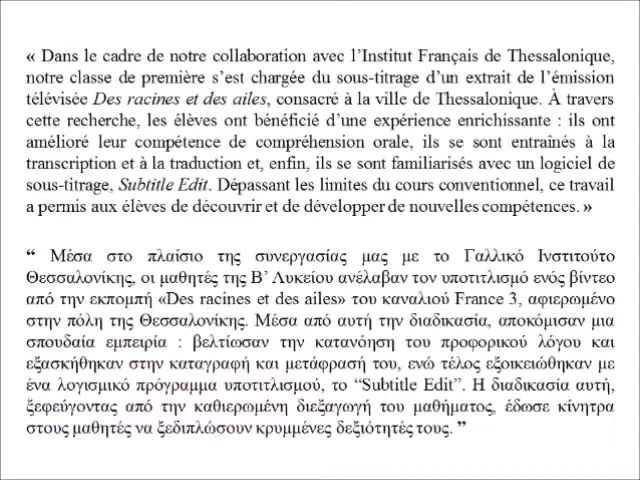 « Dans le cadre de notre collaboration avec l’Institut Français de Thessalonique,
notre classe de première s’est chargée du sous-titrage d’un extrait de l’émission
télévisée Des racines et des ailes, consacré à la ville de Thessalonique. À travers
cette recherche, les élèves ont bénéficié d’une expérience enrichissante : ils ont
amélioré leur compétence de compréhension orale, ils se sont entraînés à la
transcription et à la traduction et, enfin, ils se sont familiarisés avec un logiciel de
sous-titrage, Subtitle Edit. Dépassant les limites du cours conventionnel, ce travail
a permis aux élèves de découvrir et de développer de nouvelles compétences. »
“ Μέσα στο πλαίσιο της συνεργασίας μας με το Γαλλικό Ινστιτούτο
Θεσσαλονίκης, οι μαθητές της Β’ Λυκείου ανέλαβαν τον υποτιτλισμό ενός βίντεο
από την εκπομπή «Des racines et des ailes» του καναλιού France 3, αφιερωμένο
στην πόλη της Θεσσαλονίκης. Μέσα από αυτή την διαδικασία, αποκόμισαν μια
σπουδαία εμπειρία : βελτίωσαν την κατανόηση του προφορικού λόγου και
εξασκήθηκαν στην καταγραφή και μετάφρασή του, ενώ τέλος εξοικειώθηκαν με
ένα λογισμικό πρόγραμμα υποτιτλισμού, το “Subtitle Edit”. Η διαδικασία αυτή,
ξεφεύγοντας από την καθιερωμένη διεξαγωγή του μαθήματος, έδωσε κίνητρα
στους μαθητές να ξεδιπλώσουν κρυμμένες δεξιότητές τους. ”